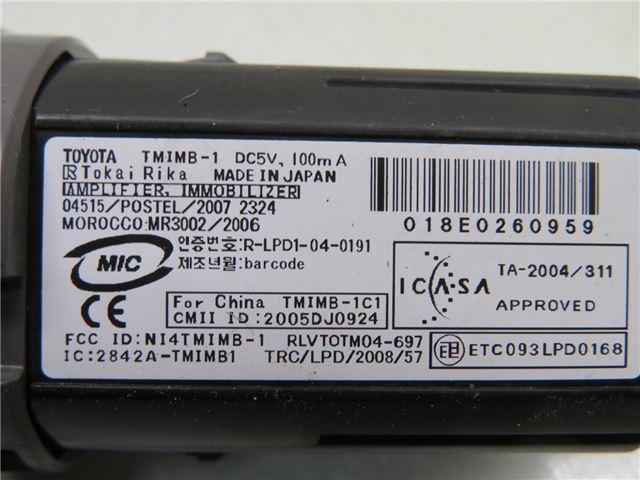 TOYOTA TMIMB-1 DC5V, 100mA
Tokai Rika MADE IN JAPAN
AMPLIFIER, IMMOBILIZER
04515/POSTEL/2007 2324
MOROCCO:MR3002/2006
018E0260959
MIC
인증번호:R-LPD1-04-0191
제조년월:barcode
CE
For China TMIMB-1C1
CMII ID:2005DJ0924
ICASA
TA-2004/311
APPROVED
FCC ID:NI4TMIMB-1 RLVTOTM04-697
IC:2842A-TMIMB1 TRC/LPD/2008/57
ETC093LPD0168